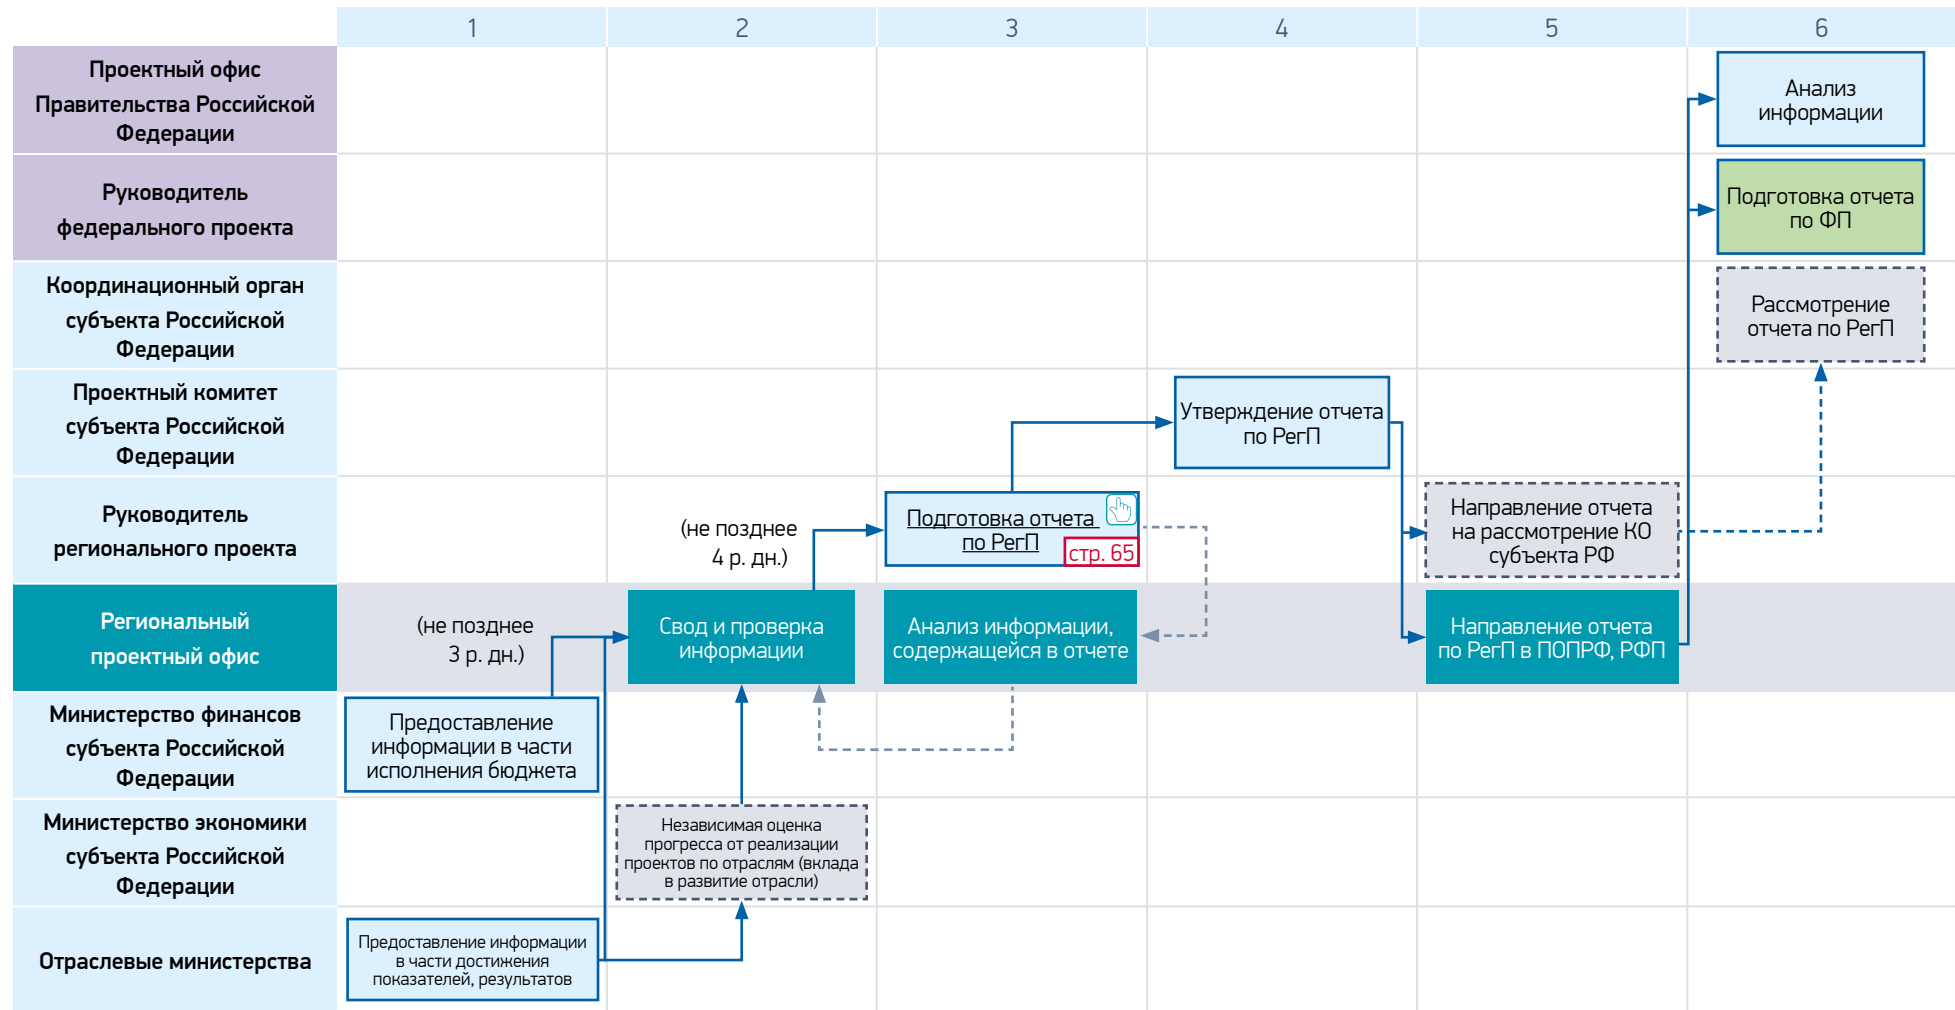 1
2
3
4
5
6
Проектный офис
Правительства Российской
Федерации
Анализ
информации
Руководитель
федерального проекта
Подготовка отчета
по ФП
Координационный орган
субъекта Российской
Федерации
Рассмотрение
отчета по РегП
Проектный комитет
субъекта Российской
Федерации
Утверждение отчета
по РегП
Руководитель
регионального проекта
(не позднее
4 р. дн.)
Подготовка отчета
по РегП
стр. 65
Направление отчета
на рассмотрение КО
субъекта РФ
Региональный
проектный офис
(не позднее
3 р. дн.)
Свод и проверка
информации
Анализ информации,
содержащейся в отчете
Направление отчета
по РегП в ПОПРФ, РФП
Министерство финансов
субъекта Российской
Федерации
Предоставление
информации в части
исполнения бюджета
Министерство экономики
субъекта Российской
Федерации
Независимая оценка
прогресса от реализации
проектов по отраслям (вклада
в развитие отрасли)
Отраслевые министерства
Предоставление информации
в части достижения
показателей, результатов